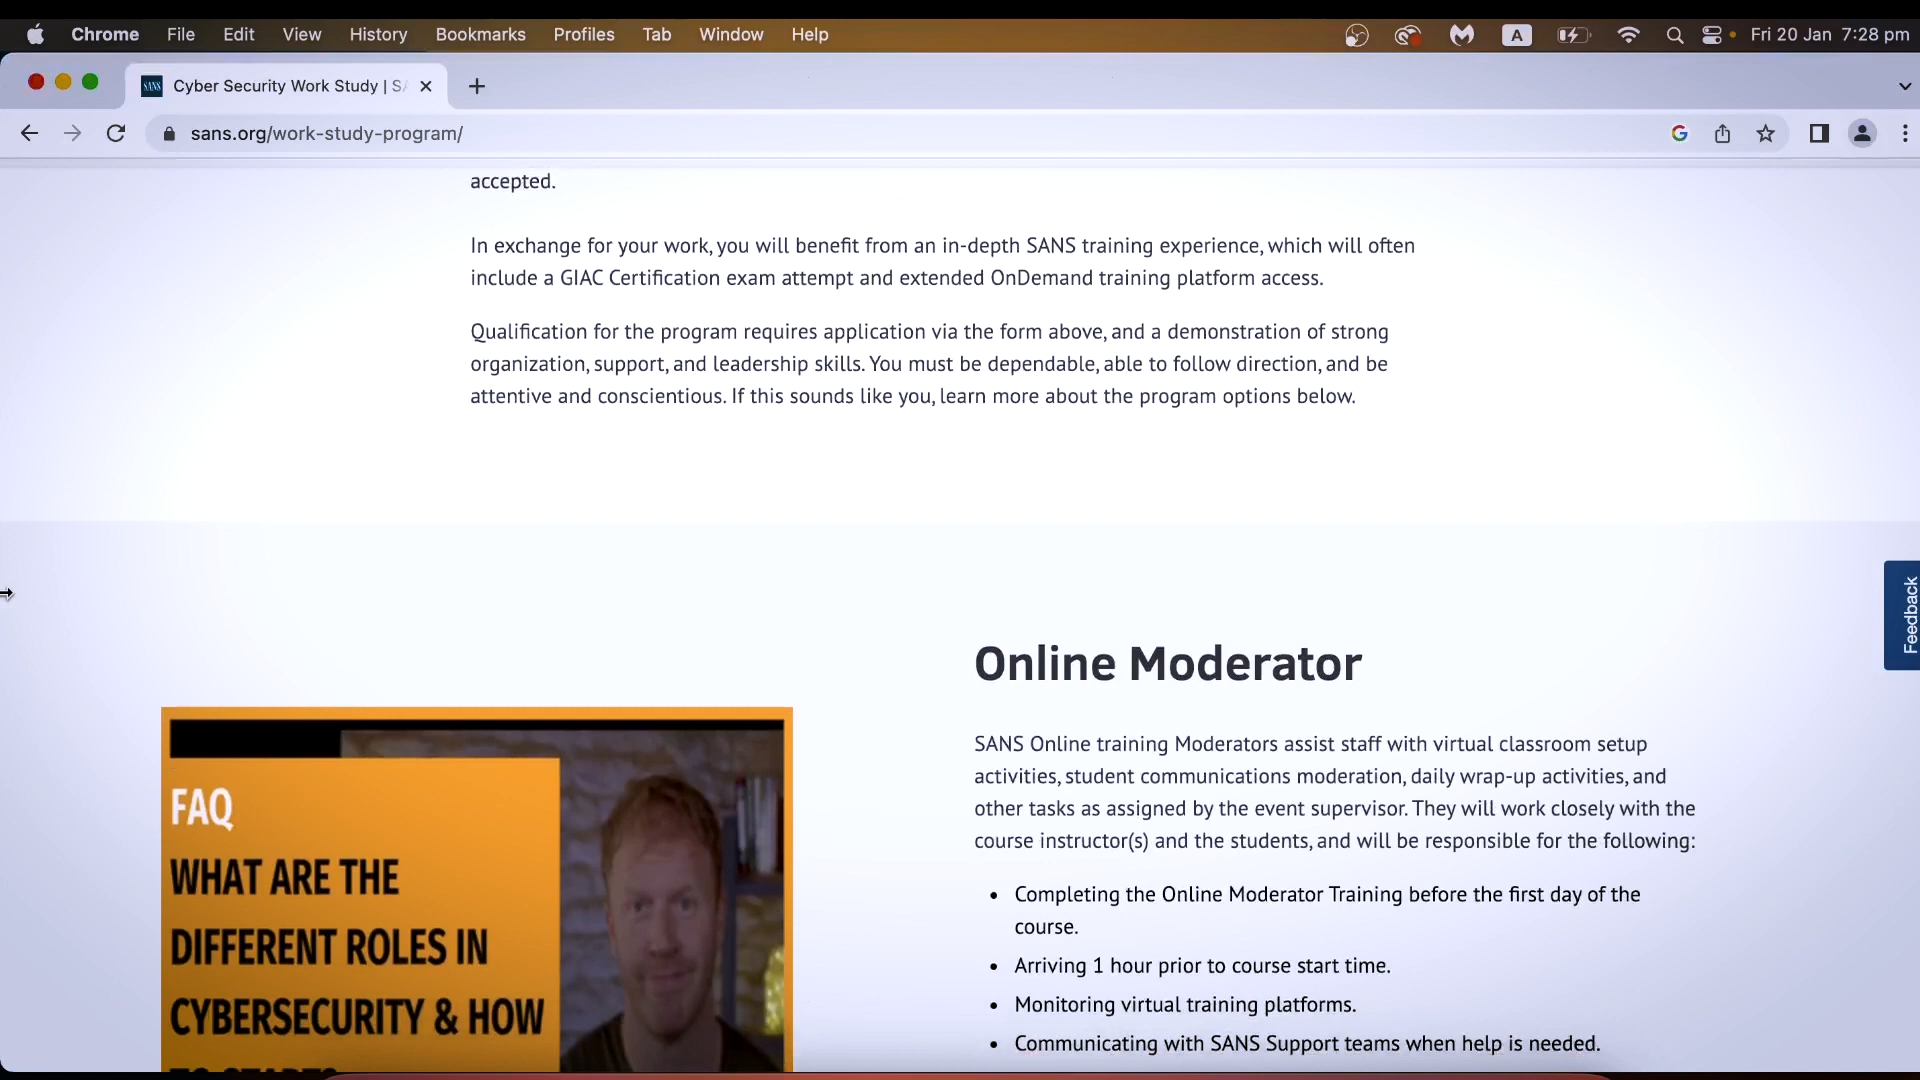 Chrome File Edit View History Bookmarks Profiles Tab Window Help A Fri 20 Jan 7:28 pm
SANS Cyber Security Work Study | SA
sans.org/work-study-program/
accepted.
In exchange for your work, you will benefit from an in-depth SANS training experience, which will often
include a GIAC Certification exam attempt and extended OnDemand training platform access.
Qualification for the program requires application via the form above, and a demonstration of strong
organization, support, and leadership skills. You must be dependable, able to follow direction, and be
attentive and conscientious. If this sounds like you, learn more about the program options below.
Feedback
Online Moderator
SANS Online training Moderators assist staff with virtual classroom setup
activities, student communications moderation, daily wrap-up activities, and
other tasks as assigned by the event supervisor. They will work closely with the
course instructor(s) and the students, and will be responsible for the following:
• Completing the Online Moderator Training before the first day of the
course.
• Arriving 1 hour prior to course start time.
• Monitoring virtual training platforms.
• Communicating with SANS Support teams when help is needed.
FAQ
WHAT ARE THE
DIFFERENT ROLES IN
CYBERSECURITY & HOW